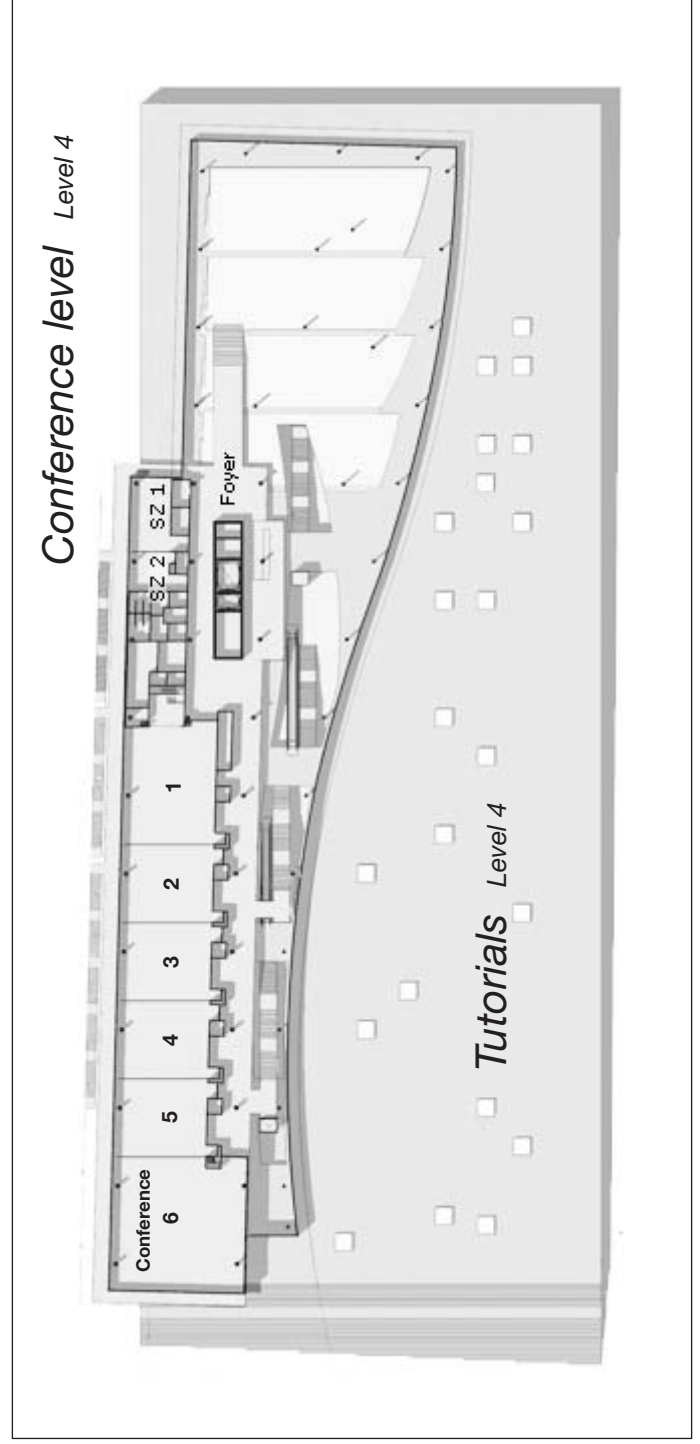 Conference level Level 4
SZ 1
SZ 2
Foyer
1
2
3
4
5
Conference
6
Tutorials Level 4